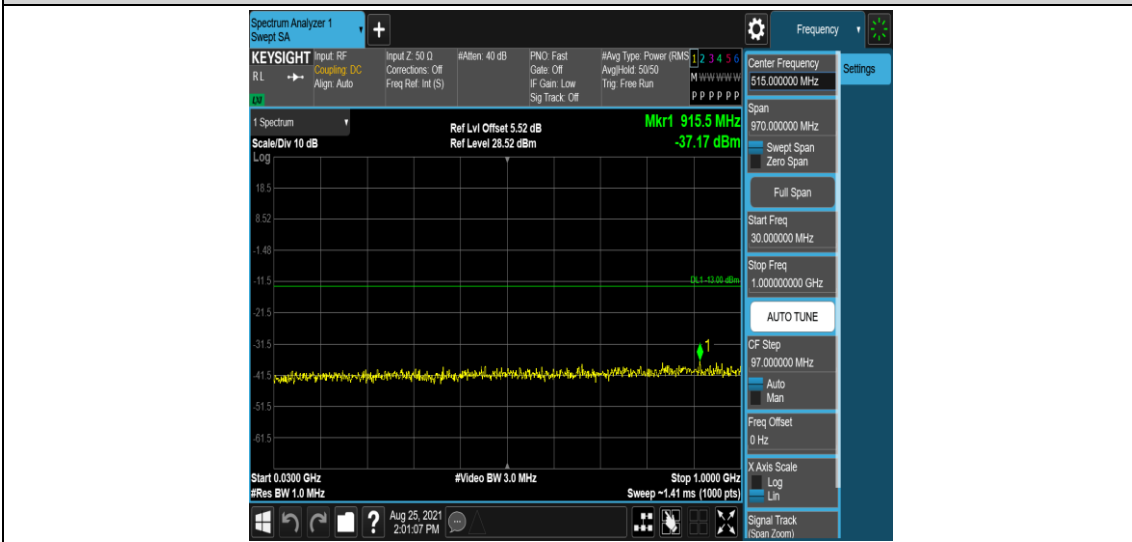 Spectrum Analyzer 1
Swept SA
Frequency
KEYSIGHT
Input: RF
Coupling: DC
Align: Auto
Input Z: 50 Ω
Corrections: Off
Freq Ref: Int (S)
#Atten: 40 dB
PNO: Fast
Gate: Off
IF Gain: Low
Sig Track: Off
#Avg Type: Power (RMS
Avg|Hold: 50/50
Trig: Free Run
1 2 3 4 5 6
M W W W W W
P P P P P P
RL
LXI
Center Frequency
515.000000 MHz
Settings
Span
970.000000 MHz
Swept Span
Zero Span
Full Span
Start Freq
30.000000 MHz
Stop Freq
1.000000000 GHz
AUTO TUNE
CF Step
97.000000 MHz
Auto
Man
Freq Offset
0 Hz
X Axis Scale
Log
Lin
Signal Track
(Span Zoom)
1 Spectrum
Scale/Div 10 dB
Log
Ref Lvl Offset 5.52 dB
Ref Level 28.52 dBm
Mkr1 915.5 MHz
-37.17 dBm
18.5
8.52
-1.48
-11.5
DL1 -13.00 dBm
-21.5
-31.5
1
-41.5
-51.5
-61.5
Start 0.0300 GHz
#Video BW 3.0 MHz
Stop 1.0000 GHz
#Res BW 1.0 MHz
Sweep ~1.41 ms (1000 pts)
?
Aug 25, 2021
2:01:07 PM